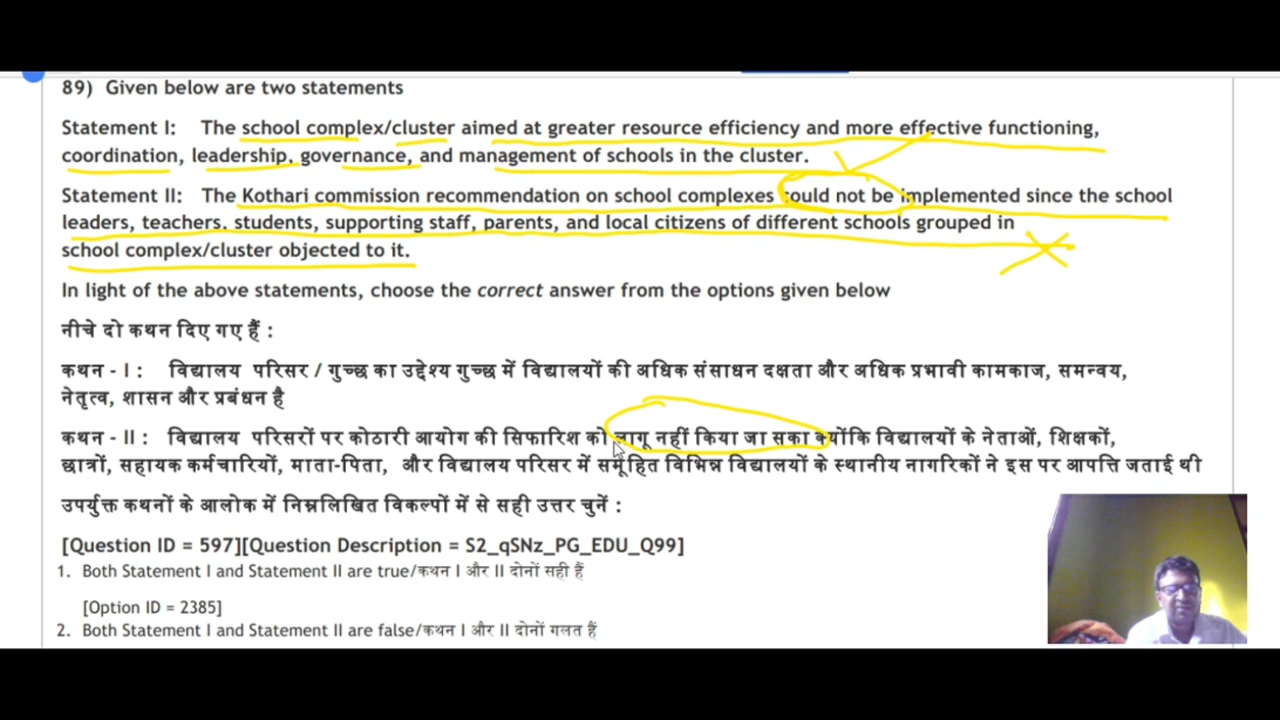 89) Given below are two statements
Statement I: The school complex/cluster aimed at greater resource efficiency and more effective functioning,
coordination, leadership, governance, and management of schools in the cluster.
Statement II: The Kothari commission recommendation on school complexes could not be implemented since the school
leaders, teachers. students, supporting staff, parents, and local citizens of different schools grouped in
school complex/cluster objected to it.
In light of the above statements, choose the correct answer from the options given below
नीचे दो कथन दिए गए हैं :
कथन - I : विद्यालय परिसर / गुच्छ का उद्देश्य गुच्छ में विद्यालयों की अधिक संसाधन दक्षता और अधिक प्रभावी कामकाज, समन्वय,
नेतृत्व, शासन और प्रबंधन है
कथन - II : विद्यालय परिसरों पर कोठारी आयोग की सिफारिश को लागू नहीं किया जा सका क्योंकि विद्यालयों के नेताओं, शिक्षकों,
छात्रों, सहायक कर्मचारियों, माता-पिता, और विद्यालय परिसर में समूहित विभिन्न विद्यालयों के स्थानीय नागरिकों ने इस पर आपत्ति जताई थी
उपर्युक्त कथनों के आलोक में निम्नलिखित विकल्पों में से सही उत्तर चुनें :
[Question ID = 597][Question Description = S2_qSNz_PG_EDU_Q99]
1. Both Statement I and Statement II are true/कथन I और II दोनों सही हैं
[Option ID = 2385]
2. Both Statement I and Statement II are false/कथन I और II दोनों गलत हैं